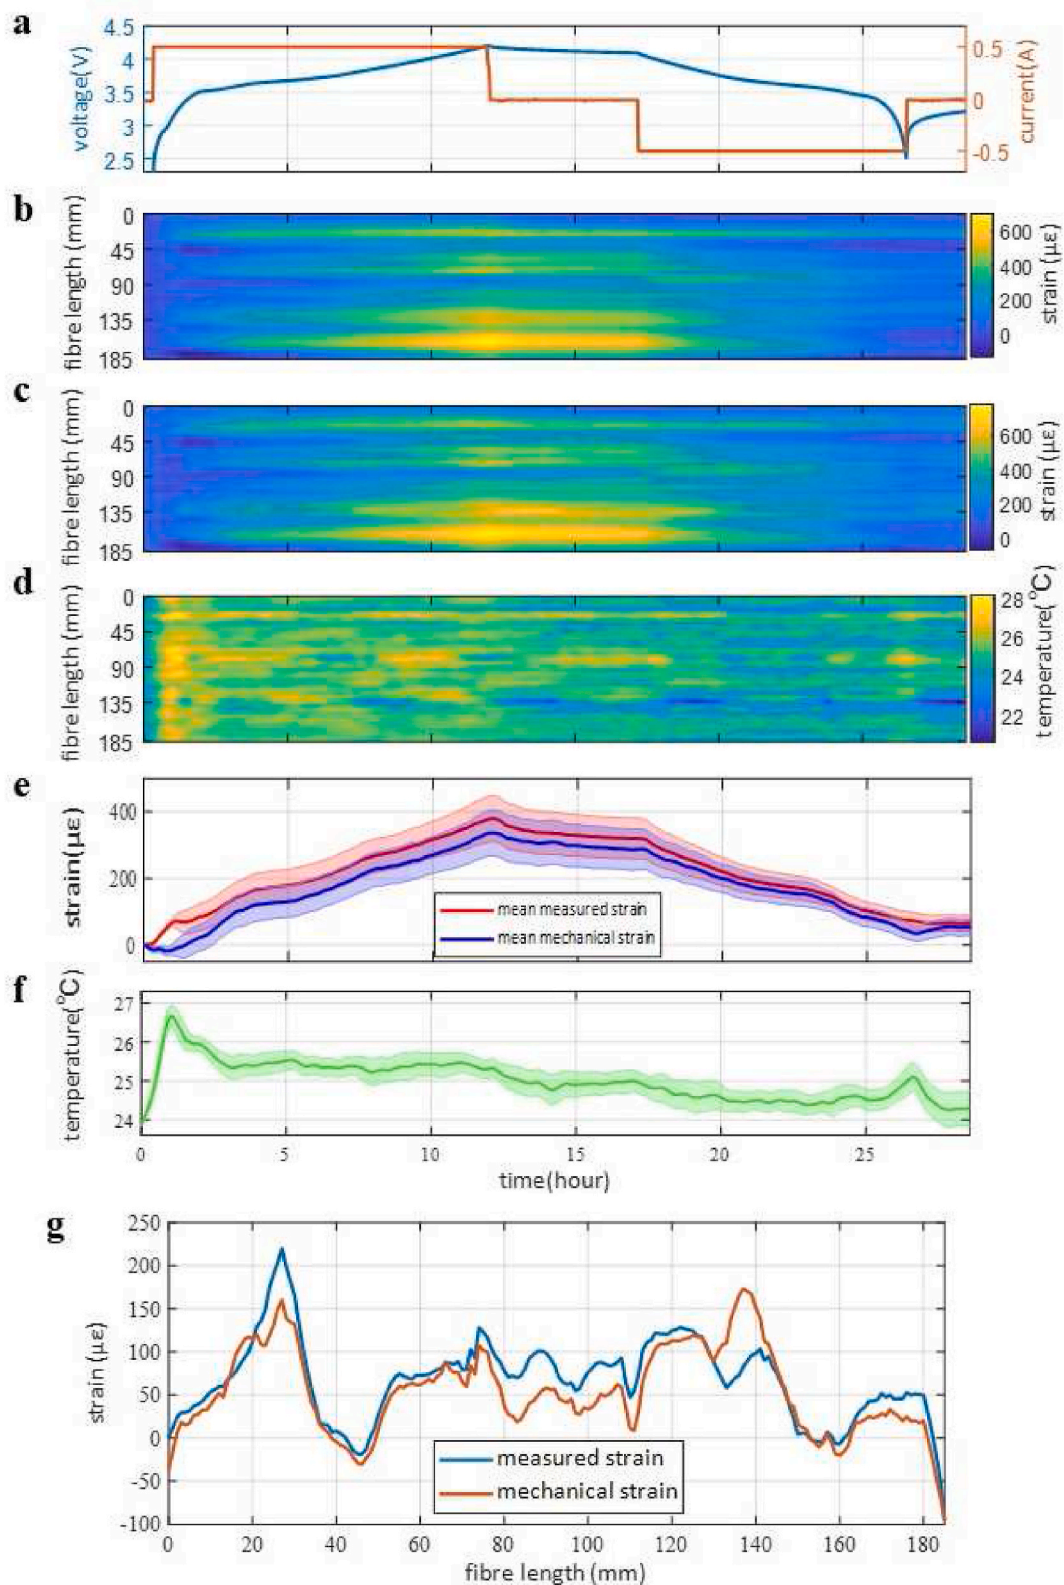 a
voltage(V)
4.5
4
3.5
3
2.5
0.5
0
-0.5
current(A)
b
fibre length (mm)
0
45
90
135
185
600
400
200
0
strain (με)
c
fibre length (mm)
0
45
90
135
185
600
400
200
0
strain (με)
d
fibre length (mm)
0
45
90
135
185
28
26
24
22
temperature(°C)
e
strain(με)
400
200
0
mean measured strain
mean mechanical strain
f
temperature(°C)
27
26
25
24
0 5 10 15 20 25
time(hour)
g
strain (με)
250
200
150
100
50
0
-50
-100
measured strain
mechanical strain
0 20 40 60 80 100 120 140 160 180
fibre length (mm)